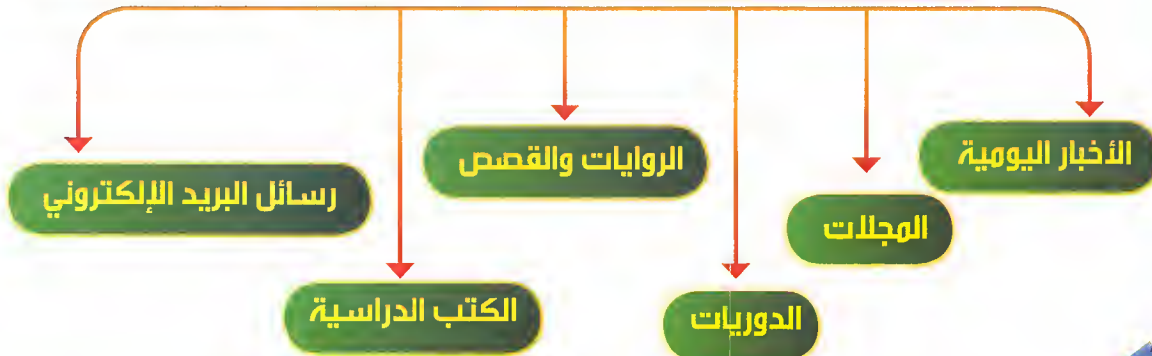 الأخبار اليومية
المجلات
الدوريات
الروايات والقصص
الكتب الدراسية
رسائل البريد الإلكتروني